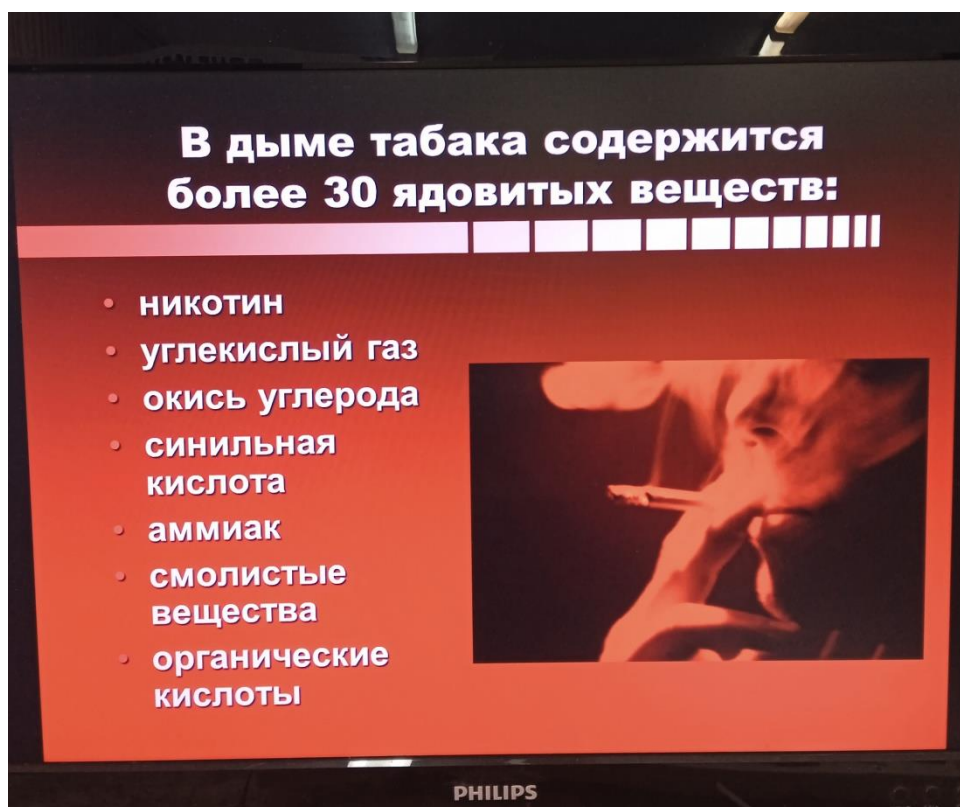 В дыме табака содержится
более 30 ядовитых веществ:
• никотин
• углекислый газ
• окись углерода
• синильная
кислота
• аммиак
• смолистые
вещества
• органические
кислоты
PHILIPS